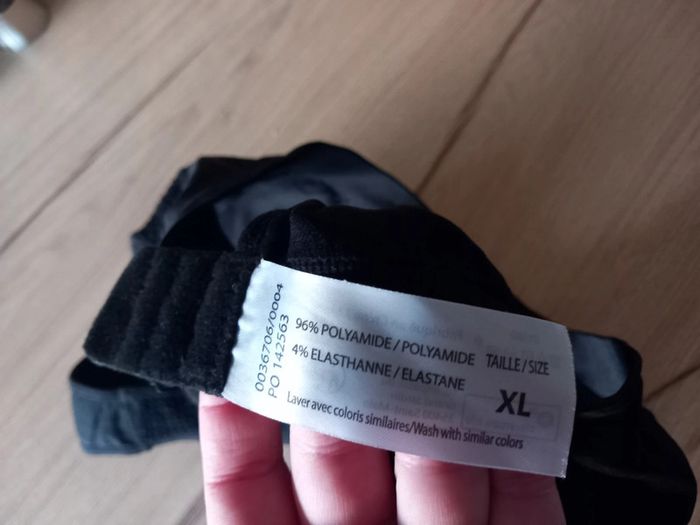 0036706/0004
PO 142563
96% POLYAMIDE / POLYAMIDE TAILLE / SIZE
4% ELASTHANNE / ELASTANE
XL
Laver avec coloris similaires / Wash with similar colors